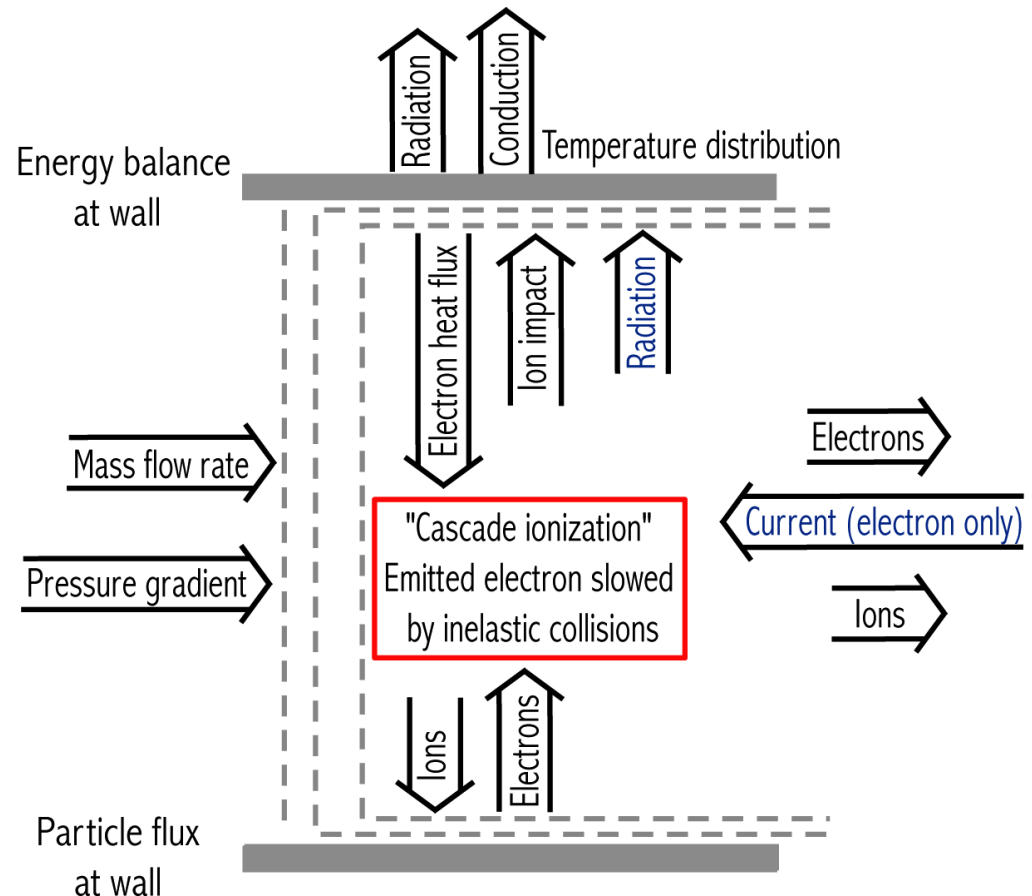 Radiation
Conduction
Temperature distribution
Energy balance
at wall
Electron heat flux
Ion impact
Radiation
Mass flow rate
Electrons
"Cascade ionization"
Emitted electron slowed
by inelastic collisions
Current (electron only)
Pressure gradient
Ions
Ions
Electrons
Particle flux
at wall